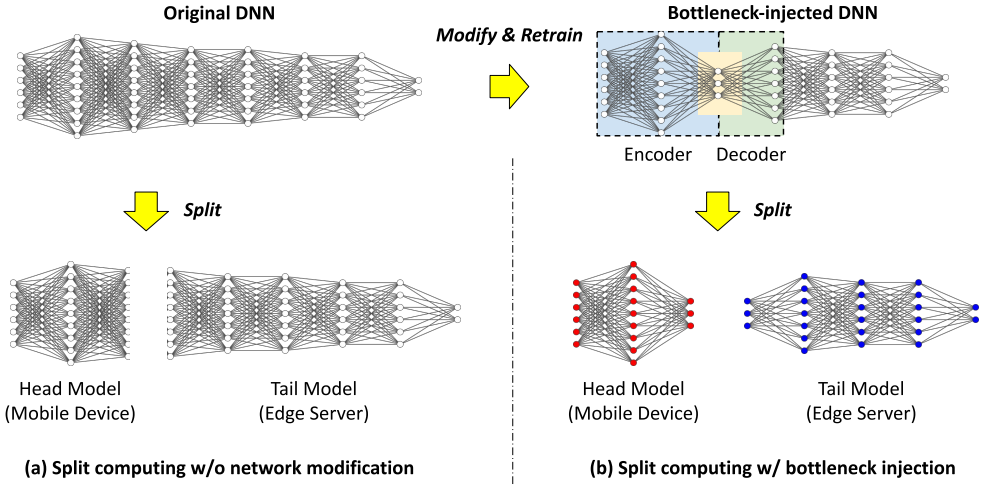 Original DNN
Modify & Retrain
Bottleneck-injected DNN
Encoder
Decoder
Split
Split
Head Model
(Mobile Device)
Tail Model
(Edge Server)
Head Model
(Mobile Device)
Tail Model
(Edge Server)
(a) Split computing w/o network modification
(b) Split computing w/ bottleneck injection